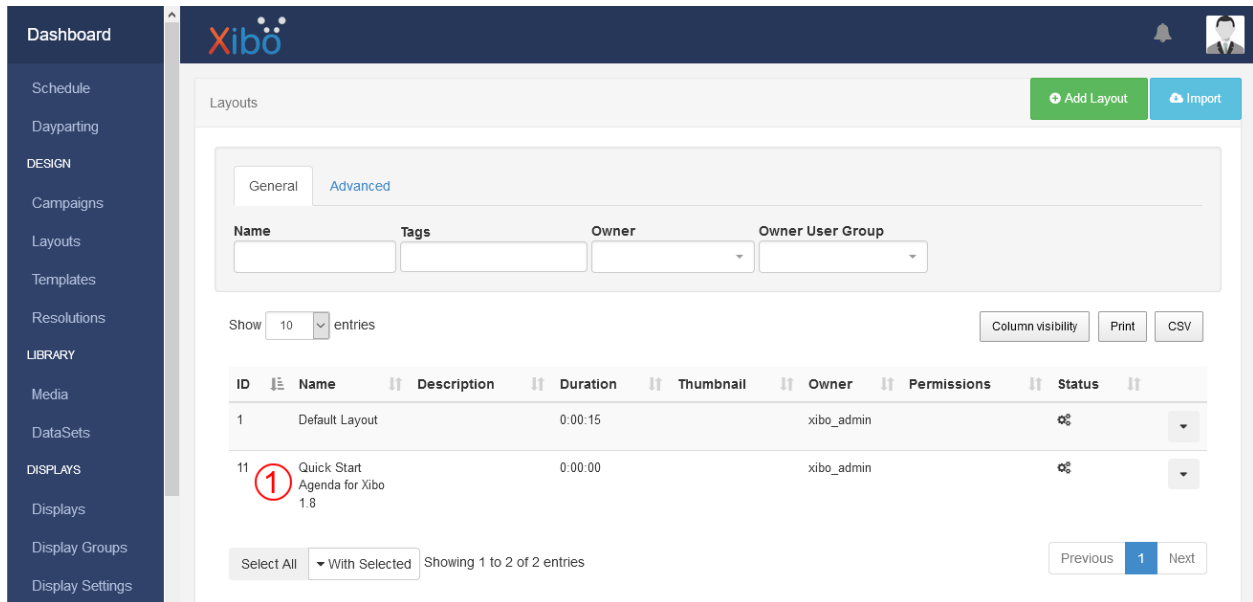 Dashboard
Schedule
Dayparting
DESIGN
Campaigns
Layouts
Templates
Resolutions
LIBRARY
Media
DataSets
DISPLAYS
Displays
Display Groups
Display Settings
Xibo
Layouts
Add Layout
Import
General Advanced
Name Tags Owner Owner User Group
Show 10 entries
Column visibility Print CSV
ID Name Description Duration Thumbnail Owner Permissions Status
1 Default Layout 0:00:15 xibo_admin
11 1 Quick Start 0:00:00 xibo_admin
Agenda for Xibo
1.8
Select All With Selected Showing 1 to 2 of 2 entries
Previous 1 Next